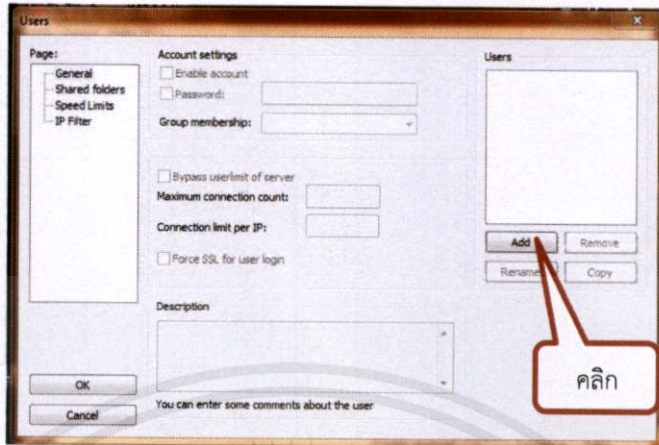 Users
Page:
General
Shared folders
Speed Limits
IP Filter
OK
Cancel
Account settings
Enable account
Password:
Group membership:
Bypass userlimit of server
Maximum connection count:
Connection limit per IP:
Force SSL for user login
Description
You can enter some comments about the user
Users
Add
Remove
Rename
Copy
คลิก